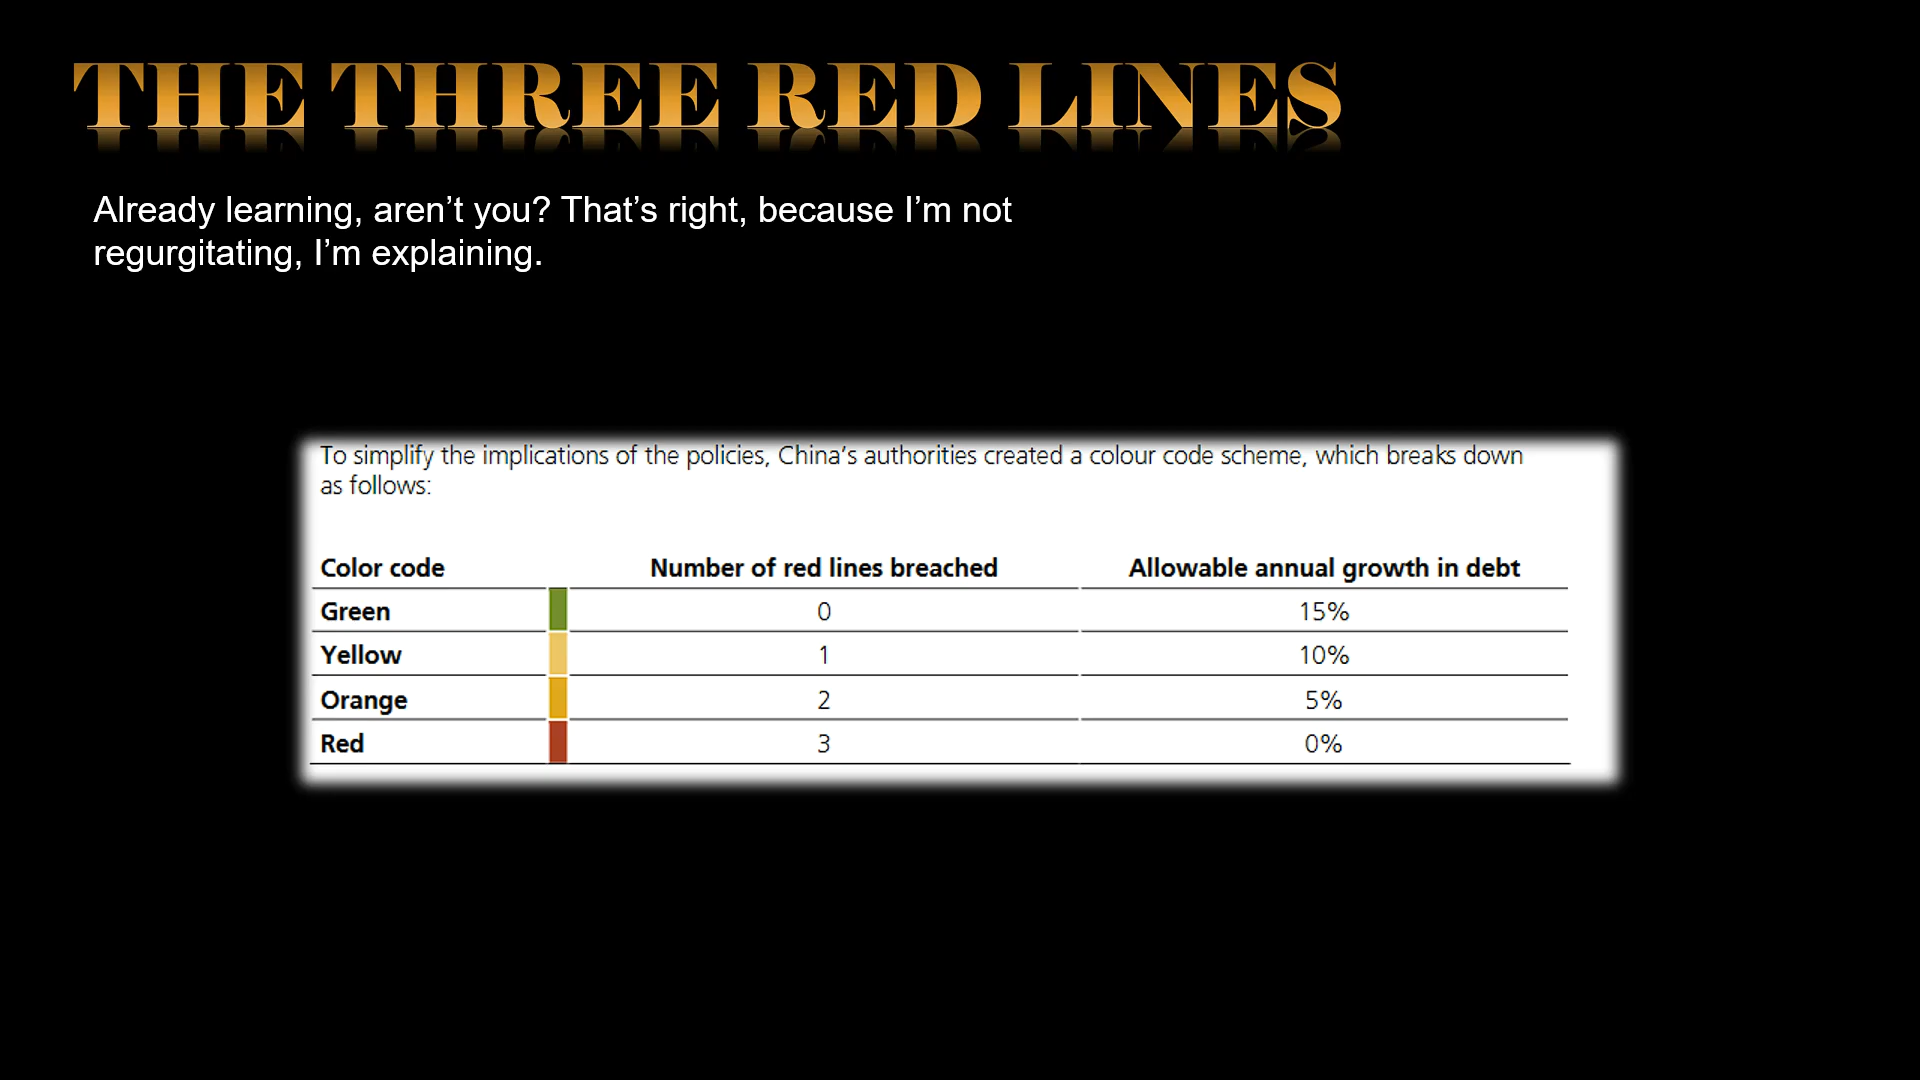 THE THREE RED LINES
Already learning, aren’t you? That’s right, because I’m not
regurgitating, I’m explaining.
To simplify the implications of the policies, China’s authorities created a colour code scheme, which breaks down
as follows:
Color code Number of red lines breached Allowable annual growth in debt
Green 0 15%
Yellow 1 10%
Orange 2 5%
Red 3 0%